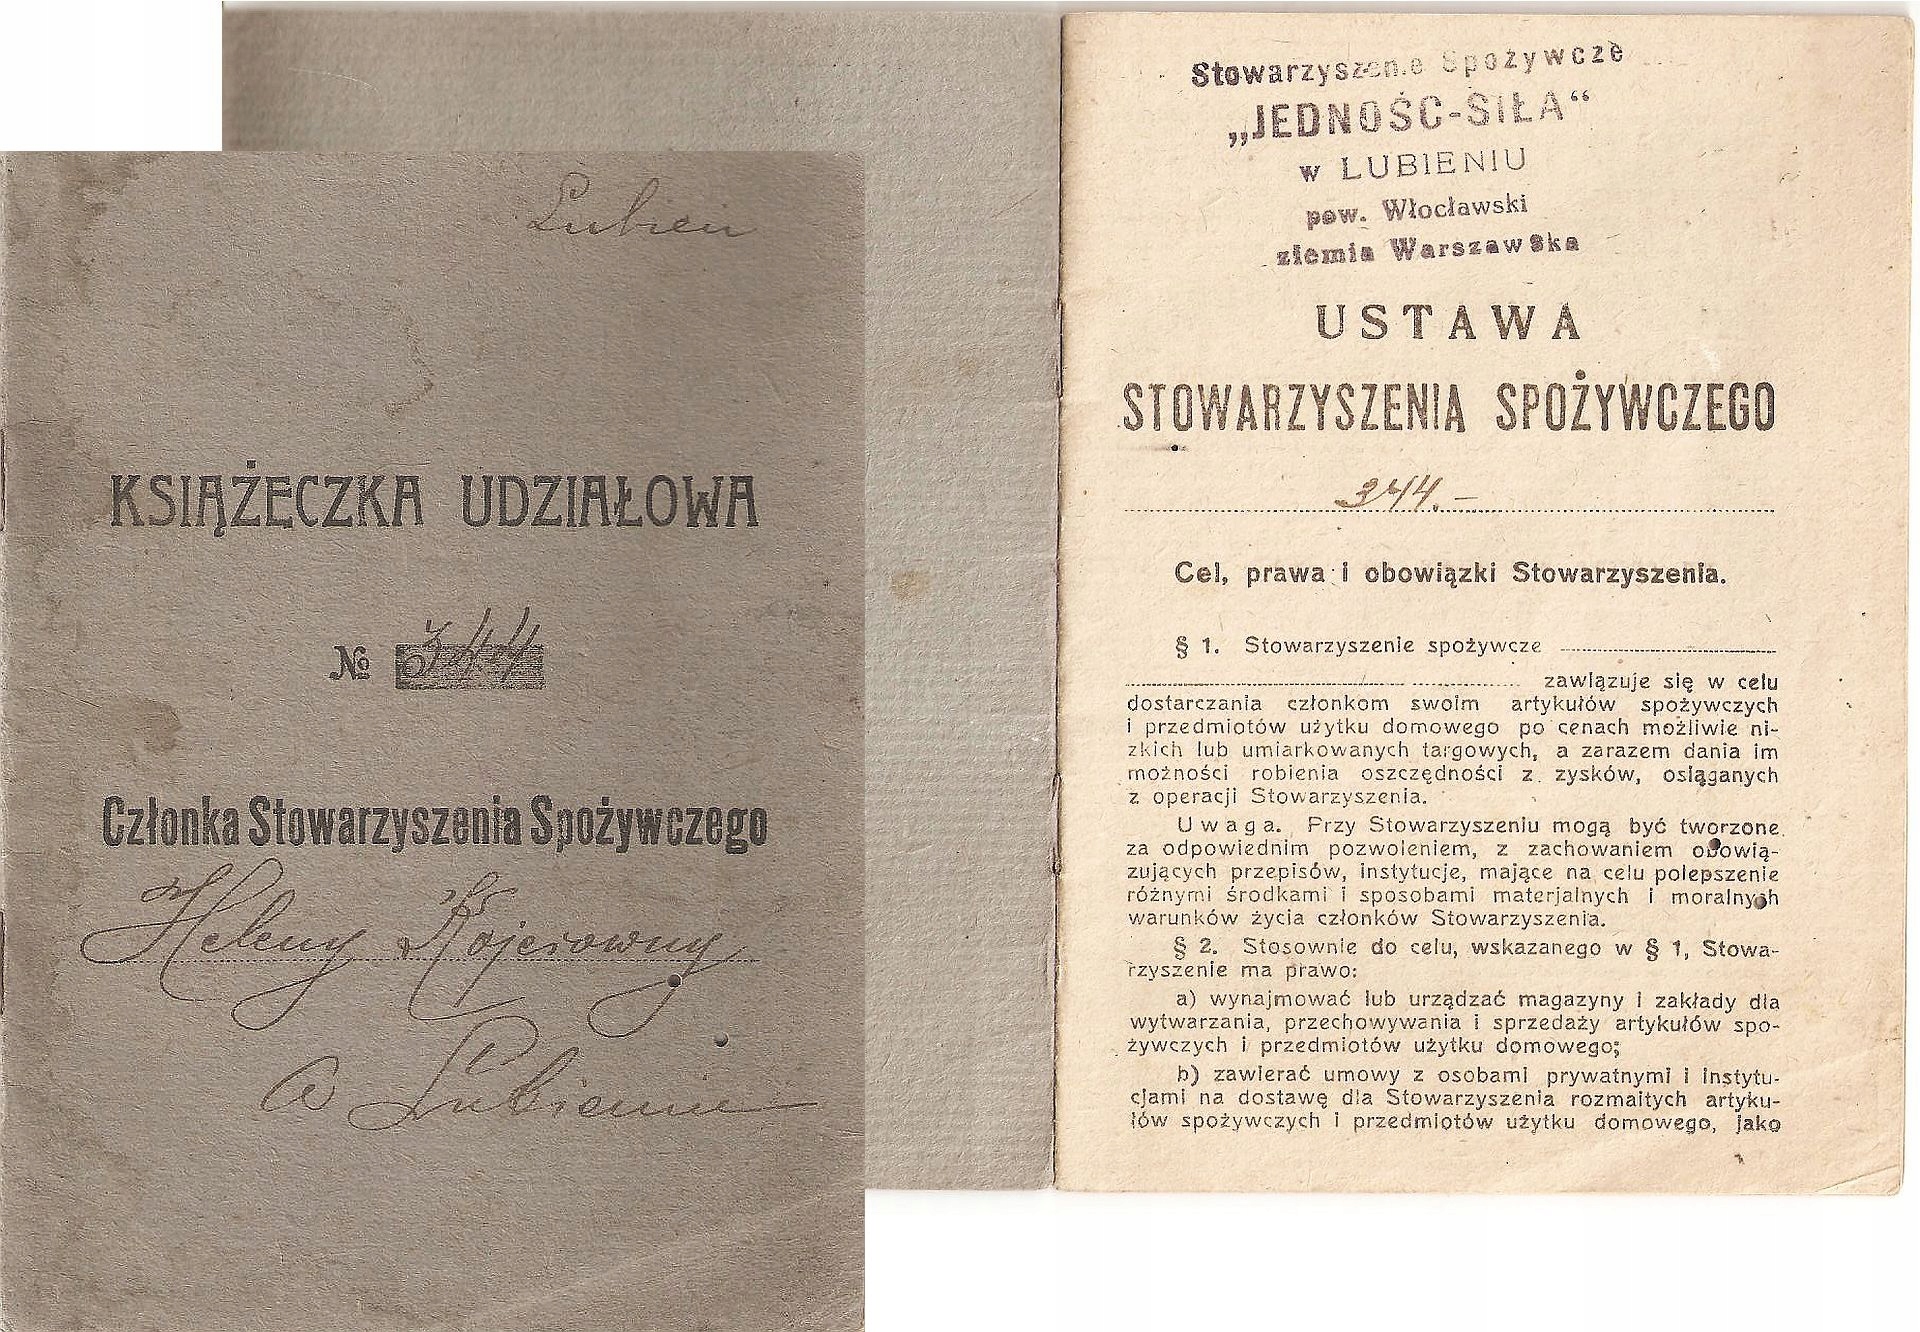 Lubień
KSIĄŻECZKA UDZIAŁOWA
№ 344
Członka Stowarzyszenia Spożywczego
Heleny
Stowarzyszenie Spożywcze
„JEDNOŚĆ-SIŁA“
w LUBIENIU
pow. Włocławski
ziemia Warszawska
USTAWA
STOWARZYSZENIA SPOŻYWCZEGO
344.—
Cel, prawa i obowiązki Stowarzyszenia.
§ 1. Stowarzyszenie spożywcze
zawiązuje się w celu
dostarczania członkom swoim artykułów spożywczych
i przedmiotów użytku domowego po cenach możliwie ni-
zkich lub umiarkowanych targowych, a zarazem dania im
możności robienia oszczędności z zysków, osiąganych
z operacji Stowarzyszenia.
Uwaga. Przy Stowarzyszeniu mogą być tworzone
za odpowiednim pozwoleniem, z zachowaniem obowią-
zujących przepisów, instytucje, mające na celu polepszenie
różnymi środkami i sposobami materjalnych i moralnych
warunków życia członków Stowarzyszenia.
§ 2. Stosownie do celu, wskazanego w § 1, Stowa-
rzyszenie ma prawo:
a) wynajmować lub urządzać magazyny i zakłady dla
wytwarzania, przechowywania i sprzedaży artykułów spo-
żywczych i przedmiotów użytku domowego;
b) zawierać umowy z osobami prywatnymi i instytu-
cjami na dostawę dla Stowarzyszenia rozmaitych artyku-
łów spożywczych i przedmiotów użytku domowego, jako